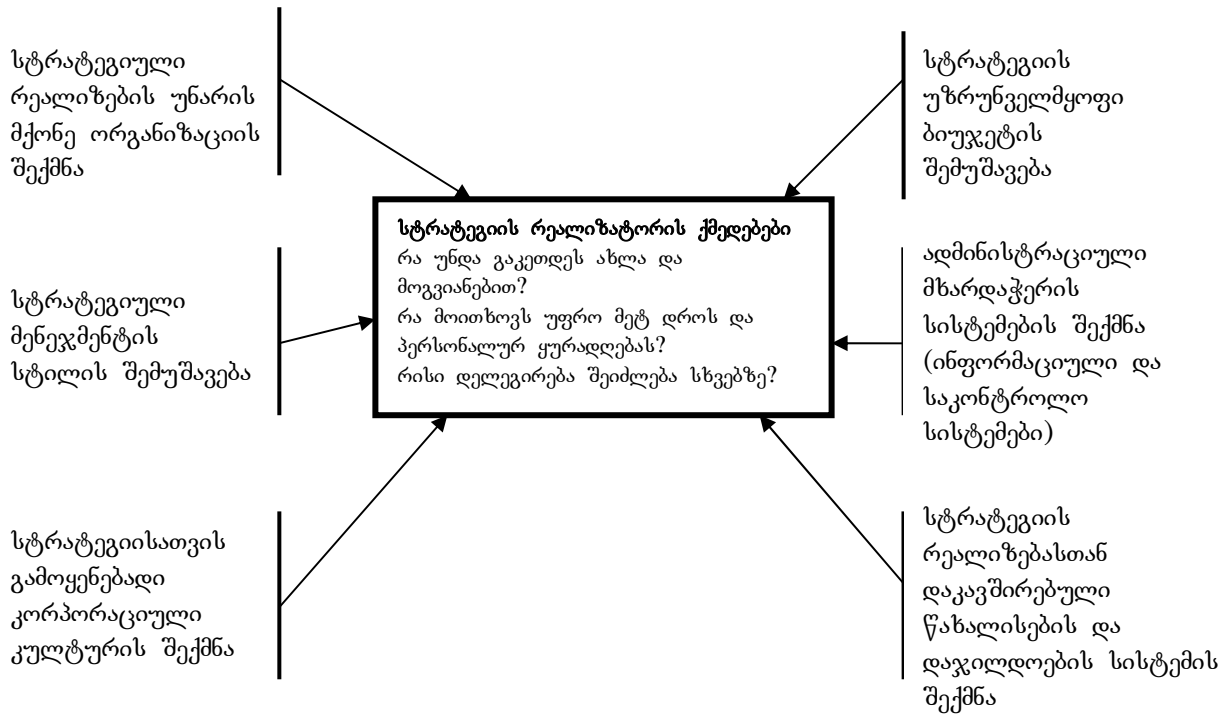 სტრატეგიული
რეალიზების უნარის
მქონე ორგანიზაციის
შექმნა
სტრატეგიის
უზრუნველმყოფი
ბიუჯეტის
შემუშავება
სტრატეგიის რეალიზატორის ქმედებები
რა უნდა გაკეთდეს ახლა და
მოგვიანებით?
რა მოითხოვს უფრო მეტ დროს და
პერსონალურ ყურადღებას?
რისი დელეგირება შეიძლება სხვებზე?
სტრატეგიული
მენეჯმენტის
სტილის შემუშავება
ადმინისტრაციული
მხარდაჭერის
სისტემების შექმნა
(ინფორმაციული და
საკონტროლო
სისტემები)
სტრატეგიისათვის
გამოყენებადი
კორპორაციული
კულტურის შექმნა
სტრატეგიის
რეალიზებასთან
დაკავშირებული
წახალისების და
დაჯილდოების სისტემის
შექმნა